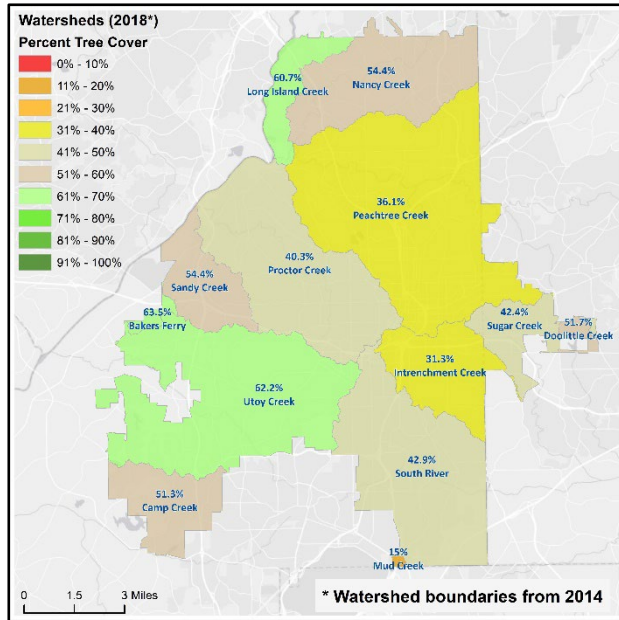 Watersheds (2018*)
Percent Tree Cover
0% - 10%
11% - 20%
21% - 30%
31% - 40%
41% - 50%
51% - 60%
61% - 70%
71% - 80%
81% - 90%
91% - 100%
60.7%
Long Island Creek
54.4%
Nancy Creek
36.1%
Peachtree Creek
40.3%
Proctor Creek
54.4%
Sandy Creek
63.5%
Bakers Ferry
42.4%
Sugar Creek
51.7%
Doolittle Creek
31.3%
Intrenchment Creek
62.2%
Utoy Creek
42.9%
South River
51.3%
Camp Creek
15%
Mud Creek
0 1.5 3 Miles
* Watershed boundaries from 2014